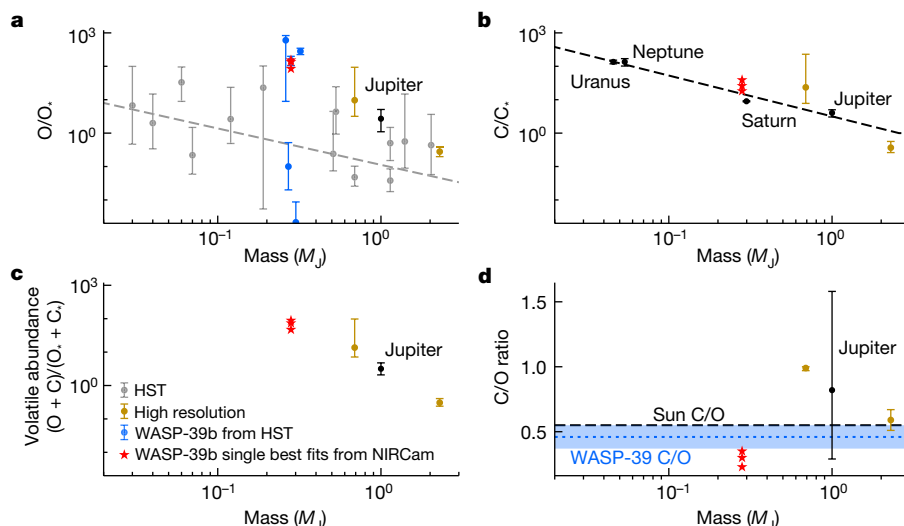 a
O/O*
10³
10⁰
10⁻¹
10⁰
Mass (MJ)
Jupiter
b
C/C*
10³
10⁰
10⁻¹
10⁰
Mass (MJ)
Neptune
Uranus
Saturn
Jupiter
c
Volatile abundance
(O + C)/(O* + C*)
10³
10⁰
10⁻¹
10⁰
Mass (MJ)
Jupiter
HST
High resolution
WASP-39b from HST
WASP-39b single best fits from NIRCam
d
C/O ratio
1.5
1.0
0.5
10⁻¹
10⁰
Mass (MJ)
Jupiter
Sun C/O
WASP-39 C/O